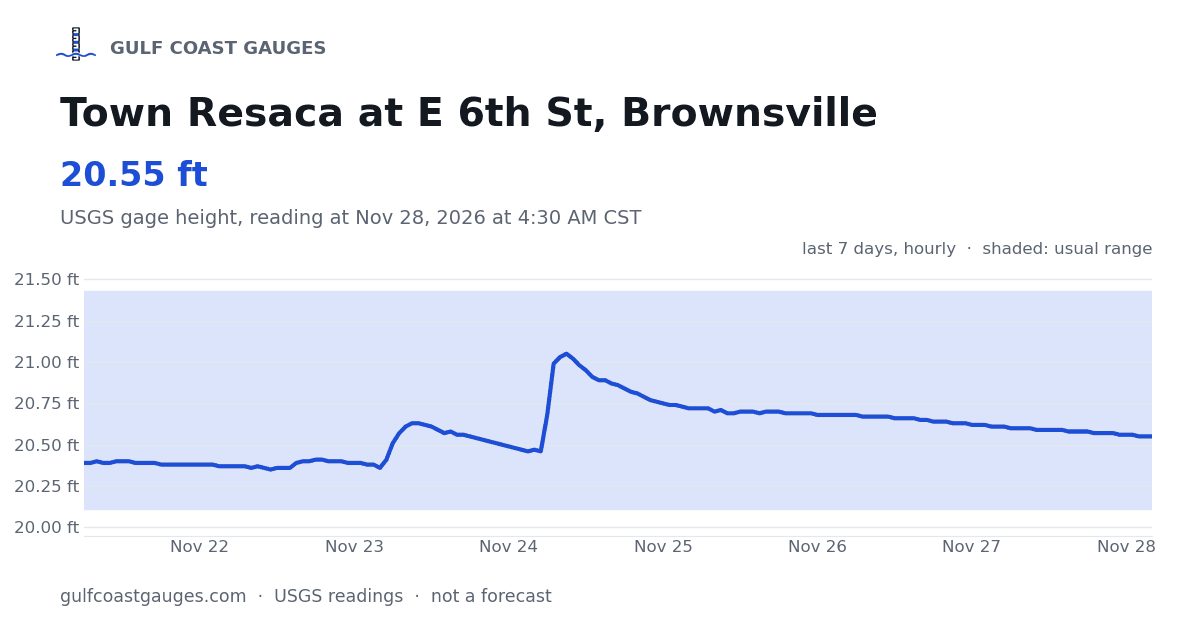 GULF COAST GAUGES
Town Resaca at E 6th St, Brownsville
20.55 ft
USGS gage height, reading at Nov 28, 2026 at 4:30 AM CST
last 7 days, hourly · shaded: usual range
21.50 ft
21.25 ft
21.00 ft
20.75 ft
20.50 ft
20.25 ft
20.00 ft
Nov 22 Nov 23 Nov 24 Nov 25 Nov 26 Nov 27 Nov 28
gulfcoastgauges.com · USGS readings · not a forecast